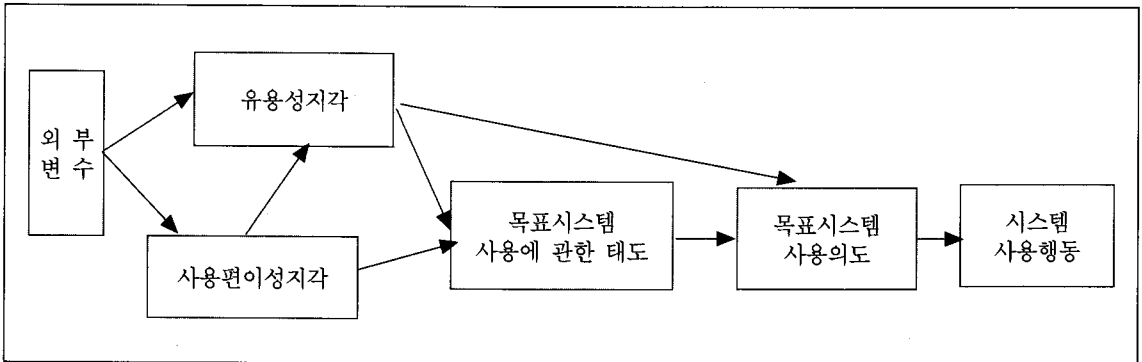 외 부
변 수
유용성지각
사용편이성지각
목표시스템
사용에 관한 태도
목표시스템
사용의도
시스템
사용행동